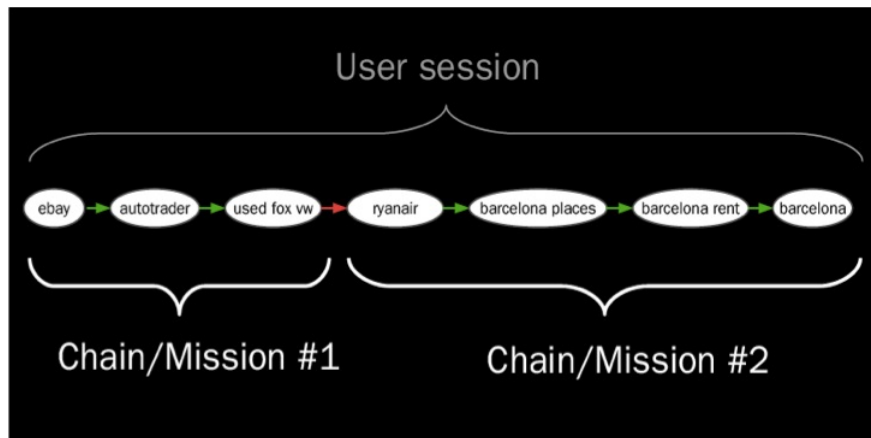 User session
ebay autotrader used fox vw ryanair barcelona places barcelona rent barcelona
Chain/Mission #1 Chain/Mission #2